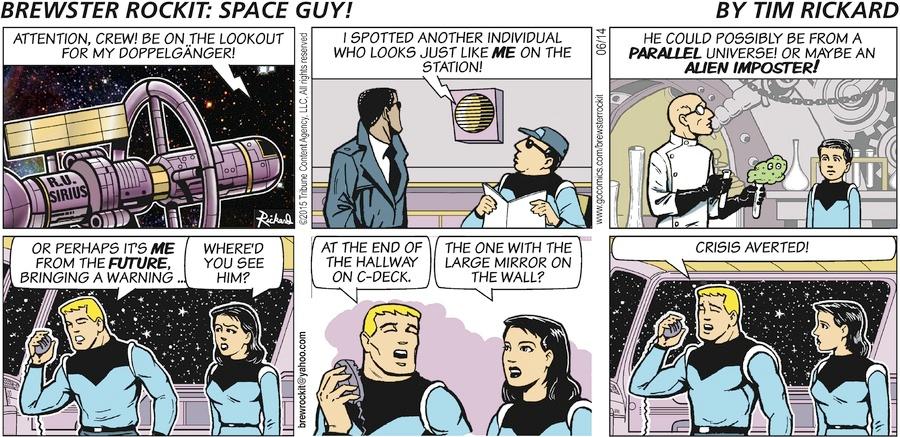 BREWSTER ROCKIT: SPACE GUY!
BY TIM RICKARD
ATTENTION, CREW! BE ON THE LOOKOUT
FOR MY DOPPELGÄNGER!
R.U.
SIRIUS
Rickard
©2015 Tribune Content Agency, LLC. All rights reserved
I SPOTTED ANOTHER INDIVIDUAL
WHO LOOKS JUST LIKE ME ON THE
STATION!
06/14
www.gocomics.com/brewsterrockit
HE COULD POSSIBLY BE FROM A
PARALLEL UNIVERSE! OR MAYBE AN
ALIEN IMPOSTER!
OR PERHAPS IT'S ME
FROM THE FUTURE,
BRINGING A WARNING ...
WHERE'D
YOU SEE
HIM?
brewrockit@yahoo.com
AT THE END OF
THE HALLWAY
ON C-DECK.
THE ONE WITH THE
LARGE MIRROR ON
THE WALL?
CRISIS AVERTED!